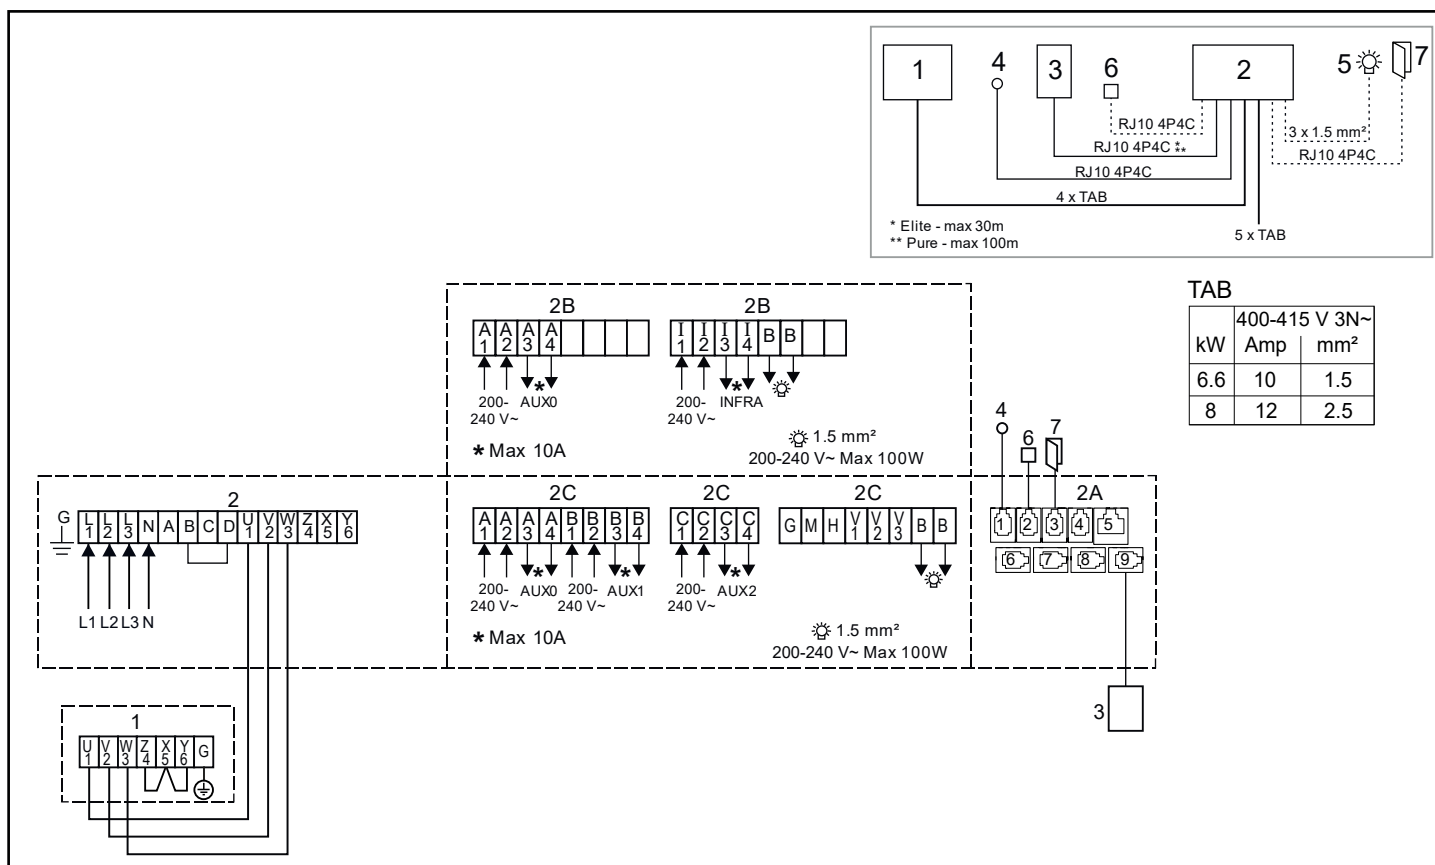 1 4 3 6 2 5 7
RJ10 4P4C
3 x 1.5 mm²
RJ10 4P4C * **
RJ10 4P4C
RJ10 4P4C
4 x TAB
* Elite - max 30m
** Pure - max 100m
5 x TAB
TAB
400-415 V 3N~
kW Amp mm²
6.6 10 1.5
8 12 2.5
2B 2B
A1 A2 A3 A4
I1 I2 I3 I4 B B
200-240 V~ * AUX0
200-240 V~ * INFRA
* Max 10A
1.5 mm²
200-240 V~ Max 100W
4 6 7
2
G L1 L2 L3 N A B C D U1 V2 W3 Z4 X5 Y6
L1 L2 L3 N
2C 2C 2C
A1 A2 A3 A4 B1 B2 B3 B4
C1 C2 C3 C4
G M H V1 V2 V3 B B
200-240 V~ * AUX0 200-240 V~ * AUX1
200-240 V~ * AUX2
* Max 10A
1.5 mm²
200-240 V~ Max 100W
2A
1 2 3 4 5
6 7 8 9
3
1
U1 V2 W3 Z4 X5 Y6 G